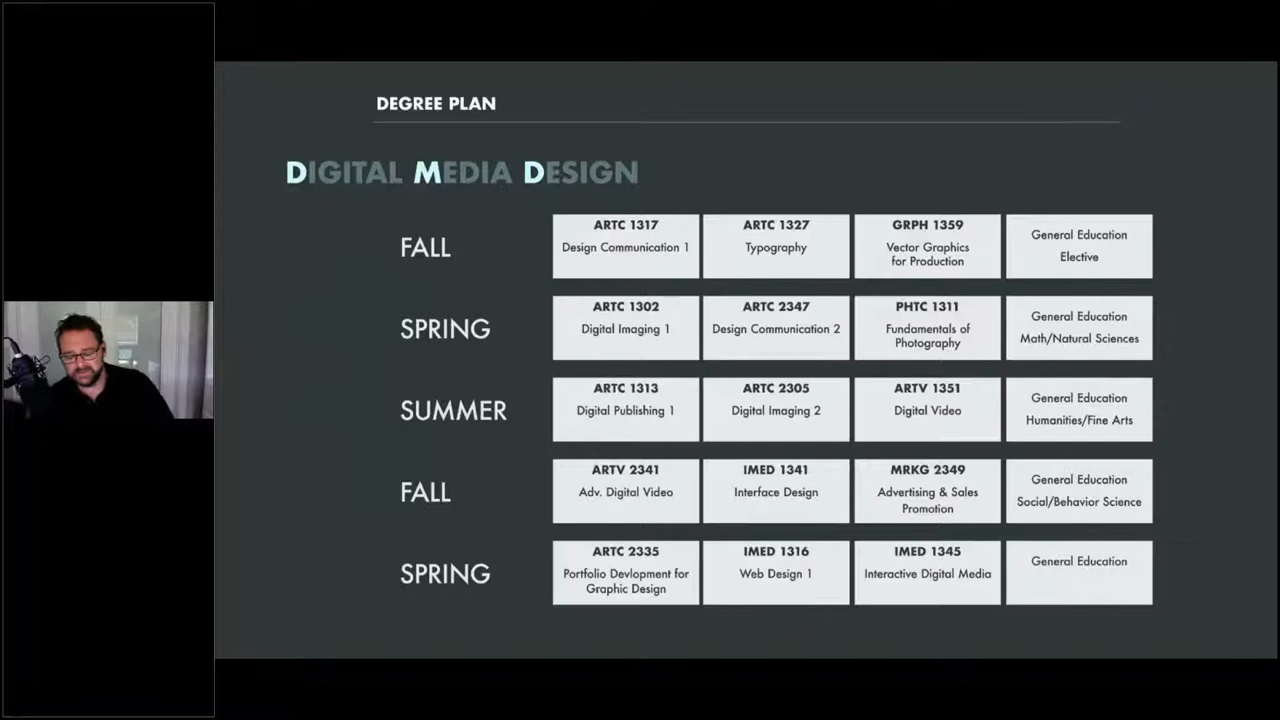 DEGREE PLAN
DIGITAL MEDIA DESIGN
FALL
ARTC 1317
Design Communication 1
ARTC 1327
Typography
GRPH 1359
Vector Graphics
for Production
General Education
Elective
SPRING
ARTC 1302
Digital Imaging 1
ARTC 2347
Design Communication 2
PHTC 1311
Fundamentals of
Photography
General Education
Math/Natural Sciences
SUMMER
ARTC 1313
Digital Publishing 1
ARTC 2305
Digital Imaging 2
ARTV 1351
Digital Video
General Education
Humanities/Fine Arts
FALL
ARTV 2341
Adv. Digital Video
IMED 1341
Interface Design
MRKG 2349
Advertising & Sales
Promotion
General Education
Social/Behavior Science
SPRING
ARTC 2335
Portfolio Devlopment for
Graphic Design
IMED 1316
Web Design 1
IMED 1345
Interactive Digital Media
General Education